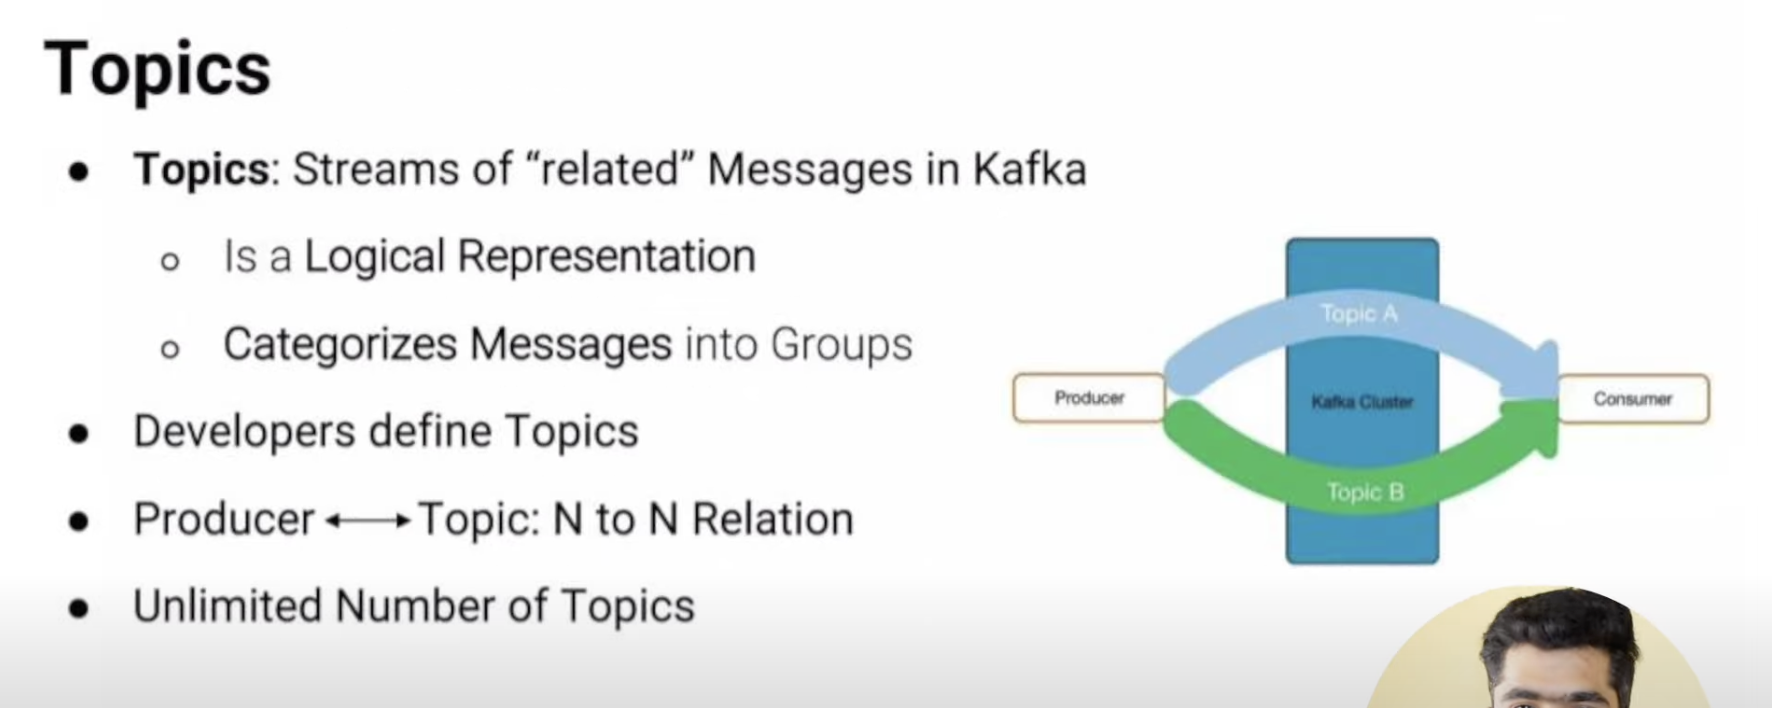 Topics
● Topics: Streams of “related” Messages in Kafka
○ Is a Logical Representation
○ Categorizes Messages into Groups
● Developers define Topics
● Producer ⟷ Topic: N to N Relation
● Unlimited Number of Topics
Topic A
Producer
Kafka Cluster
Consumer
Topic B